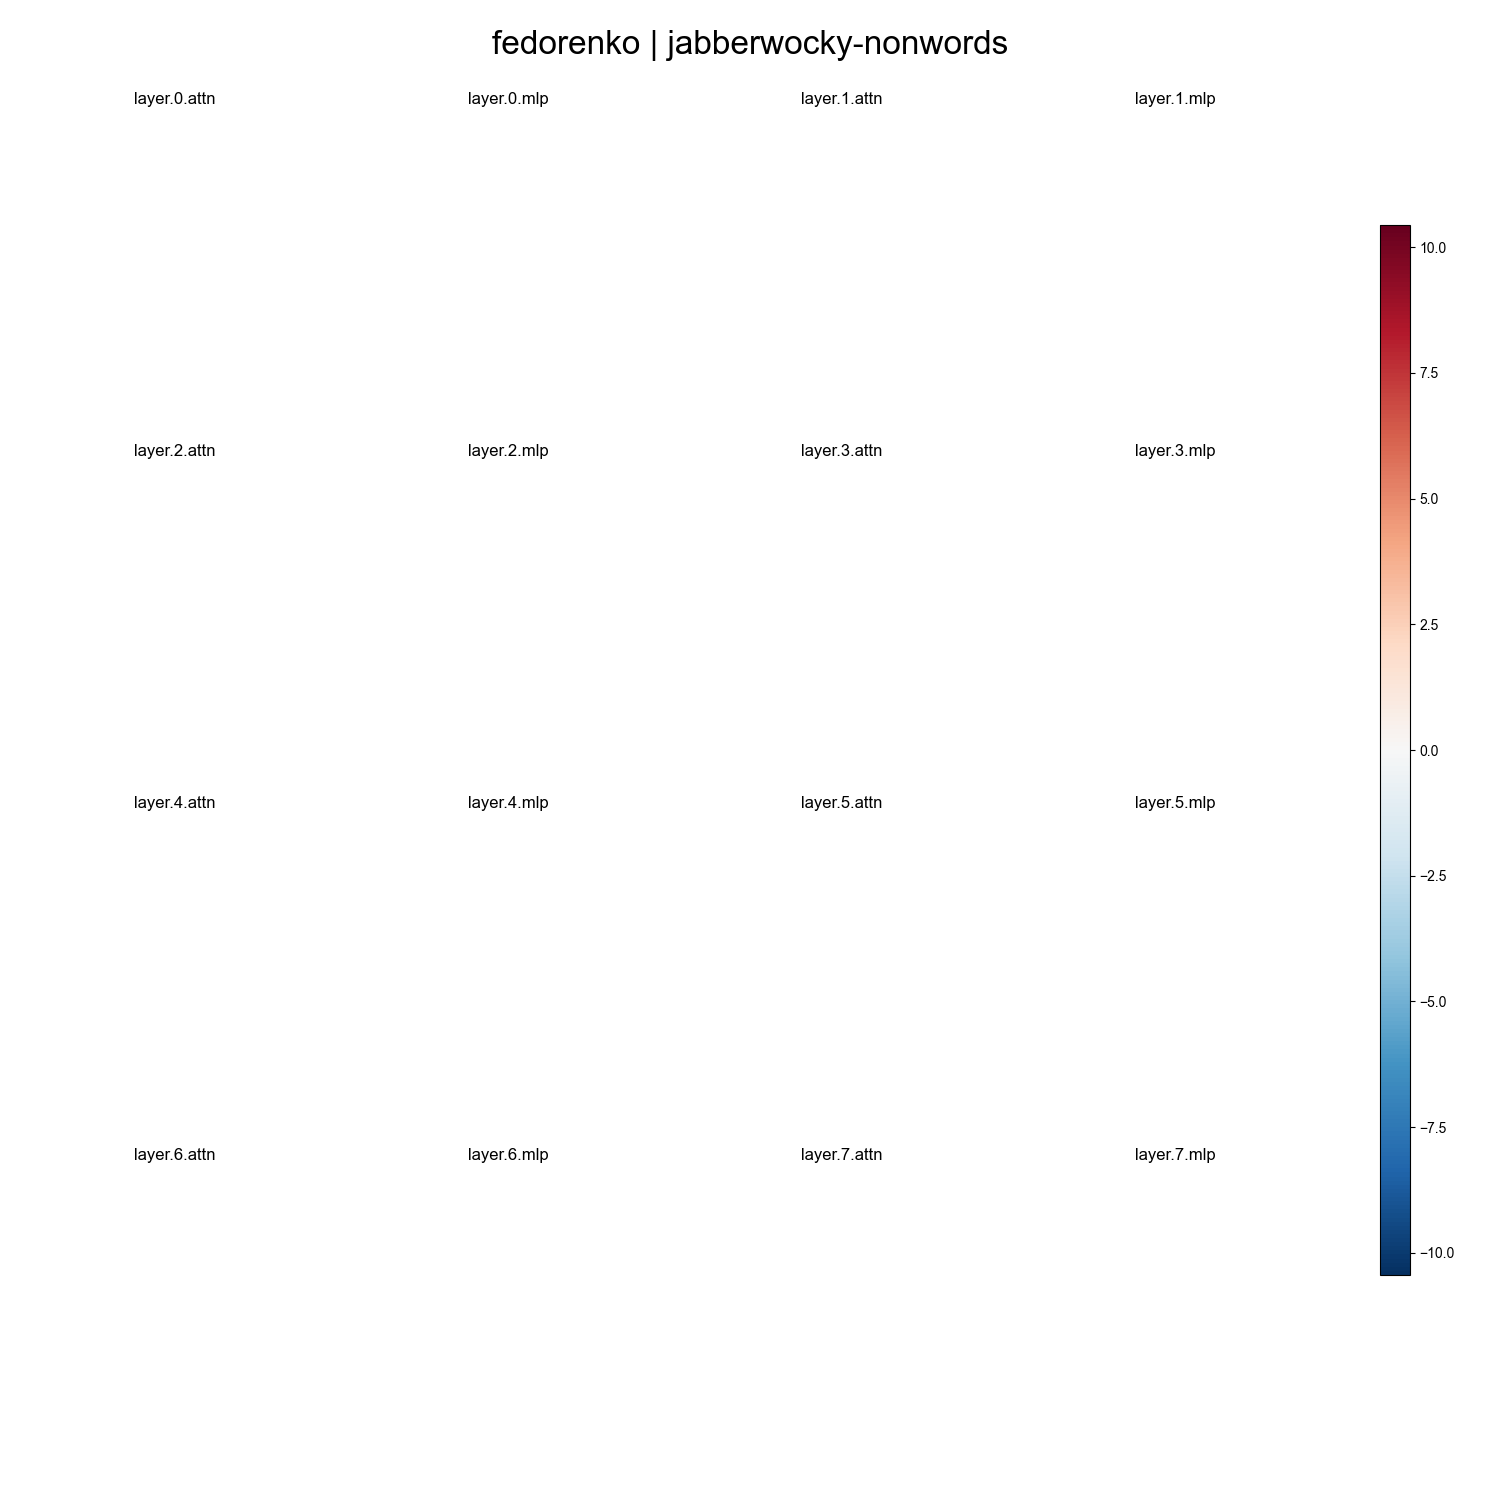 fedorenko | jabberwocky-nonwords
layer.0.attn
layer.0.mlp
layer.1.attn
layer.1.mlp
layer.2.attn
layer.2.mlp
layer.3.attn
layer.3.mlp
layer.4.attn
layer.4.mlp
layer.5.attn
layer.5.mlp
layer.6.attn
layer.6.mlp
layer.7.attn
layer.7.mlp
10.0
7.5
5.0
2.5
0.0
−2.5
−5.0
−7.5
−10.0